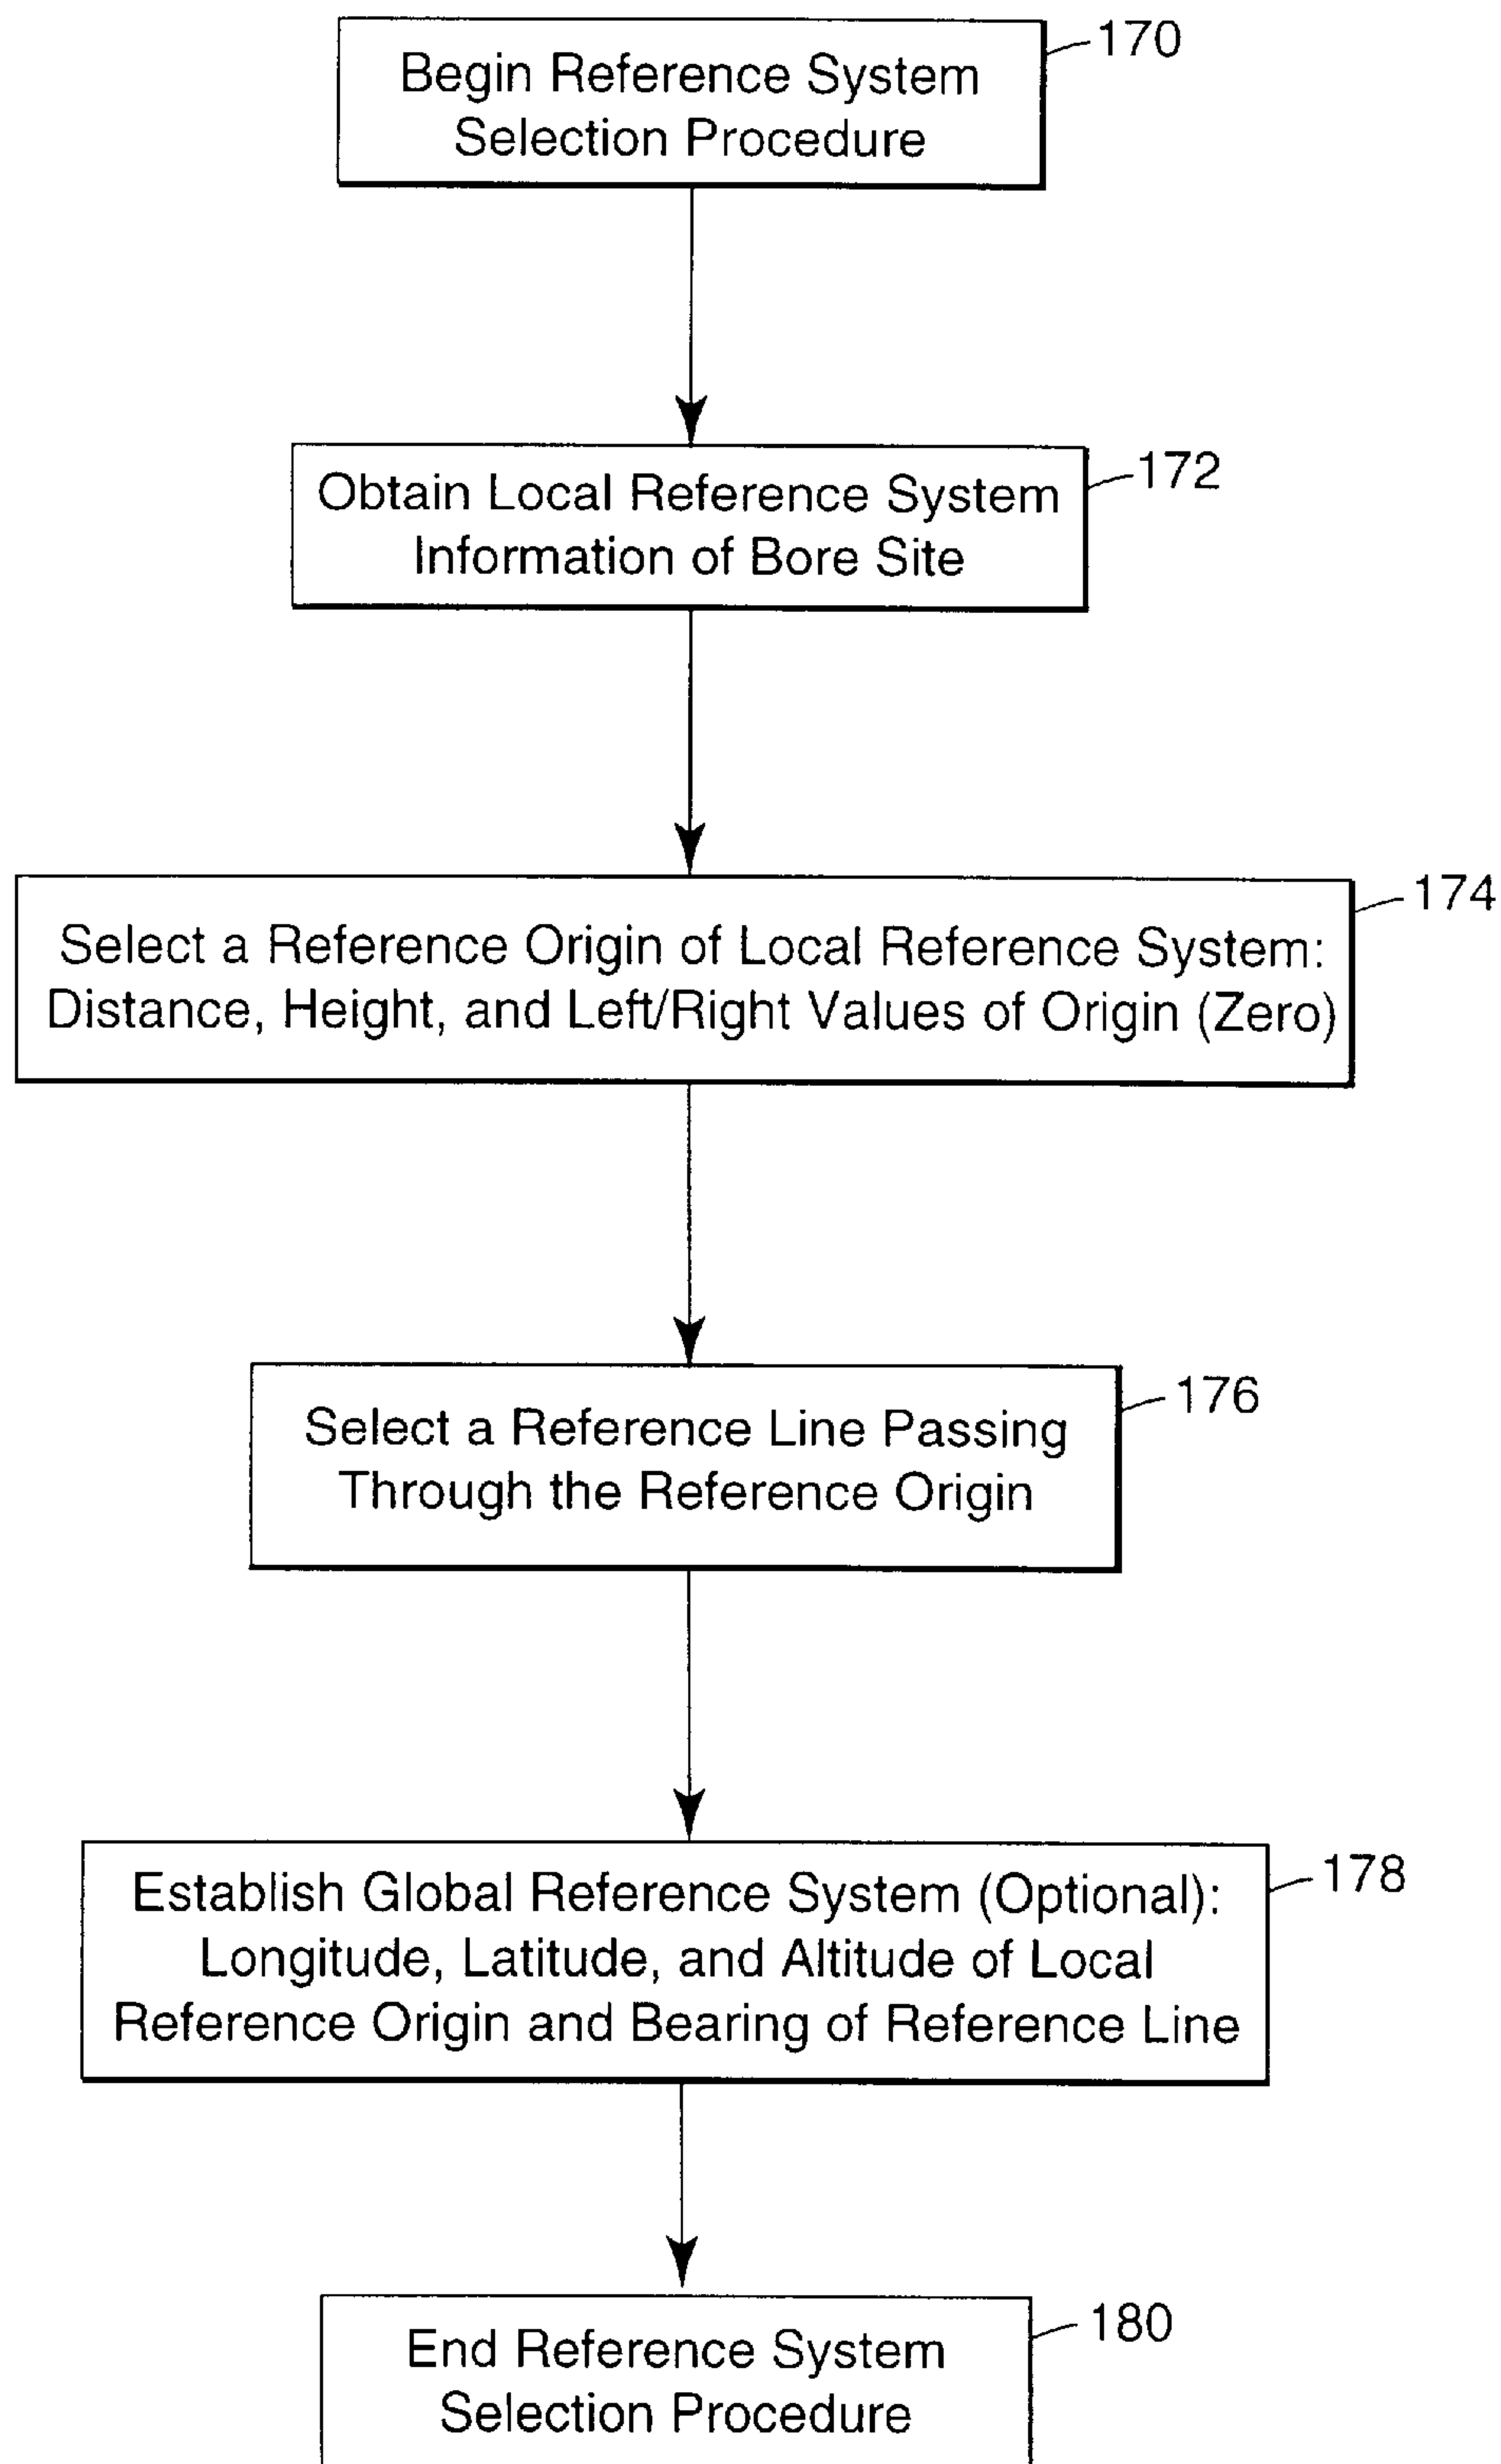 Begin Reference System
Selection Procedure
170
Obtain Local Reference System
Information of Bore Site
172
Select a Reference Origin of Local Reference System:
Distance, Height, and Left/Right Values of Origin (Zero)
174
Select a Reference Line Passing
Through the Reference Origin
176
Establish Global Reference System (Optional):
Longitude, Latitude, and Altitude of Local
Reference Origin and Bearing of Reference Line
178
End Reference System
Selection Procedure
180